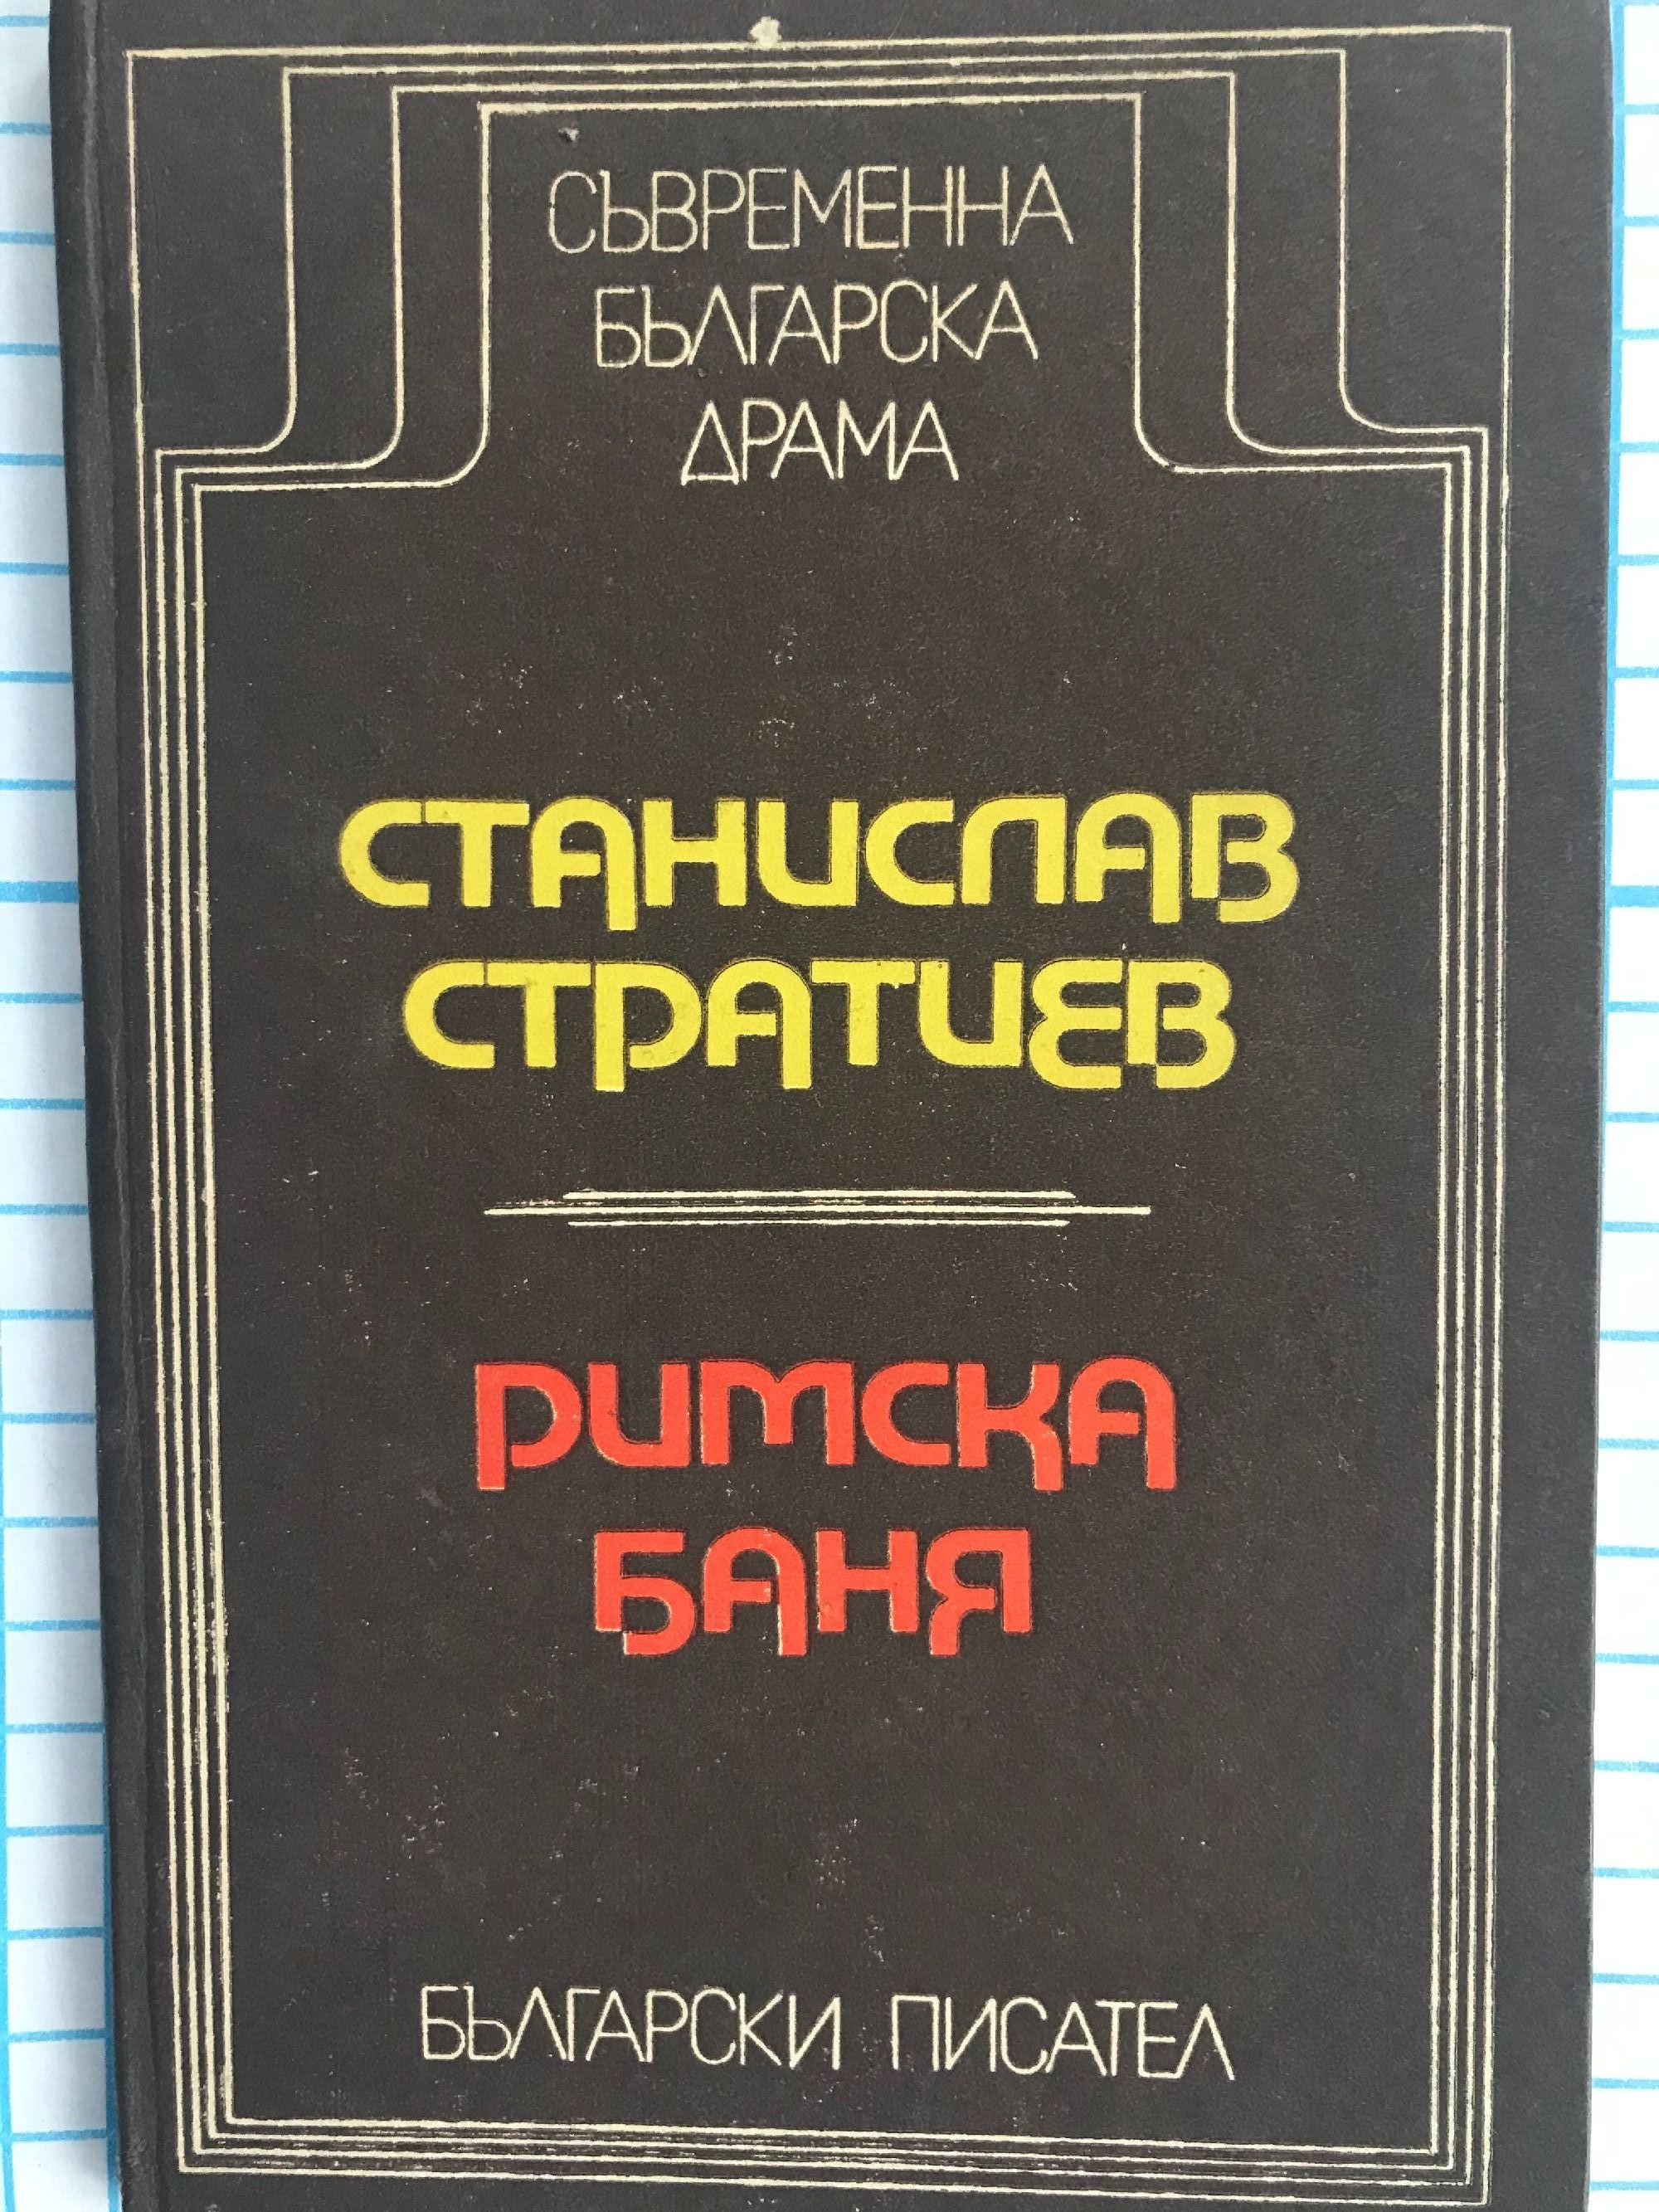 СЪВРЕМЕННА
БЪЛГАРСКА
ДРАМА
СТАНИСЛАВ
СТРАТИЕВ
РИМСКА
БАНЯ
БЪЛГАРСКИ ПИСАТЕЛ